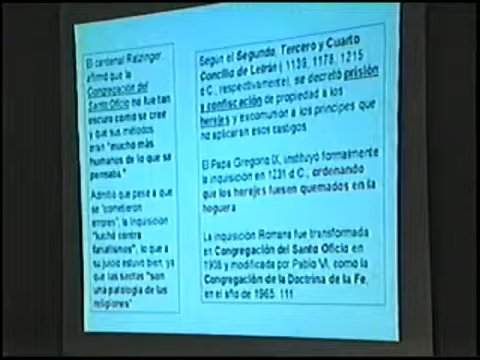 El cardenal Ratzinger
afirmó que la
Congregación del
Santo Oficio no fue tan
oscura como se cree
y que sus métodos
eran "mucho más
humanos de lo que se
pensaba."
Admitía que pese a que
se "cometieron
errores", la Inquisición
"luchó contra
fanatismos", lo que a
su juicio estuvo bien, ya
que las sectas "son
una patología de las
religiones"
Según el Segundo, Tercero y Cuarto
Concilio de Letrán ( 1139, 1178, 1215
d.C., respectivamente), se decretó prisión
y confiscación de propiedad a los
herejes y excomunión a los príncipes que
no aplicaran esos castigos.
El Papa Gregorio IX, instituyó formalmente
la inquisición en 1231 d.C., ordenando
que los herejes fuesen quemados en la
hoguera
La inquisición Romana fue transformada
en Congregación del Santo Oficio en
1908 y modificada por Pablo VI, como la
Congregación de la Doctrina de la Fe,
en el año de 1965. 111